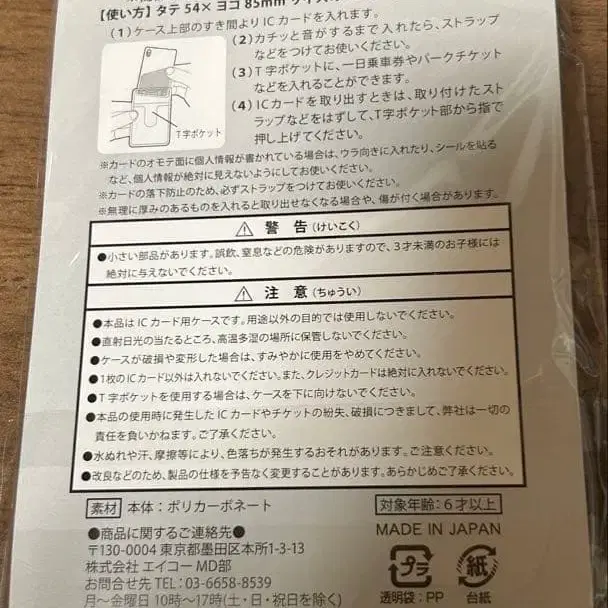 【使い方】タテ 54× ヨコ 85mm
(1)ケース上部のすき間よりICカードを入れます。
(2)カチッと音がするまで入れたら、ストラップ
などをつけてお使いください。
(3)T字ポケットに、一日乗車券やパークチケット
などを入れることができます。
(4)ICカードを取り出すときは、取り付けたスト
ラップなどをはずして、T字ポケット部から指で
押し上げてください。
T字ポケット
※カードのオモテ面に個人情報が書かれている場合は、ウラ向きに入れたり、シールを貼る
など、個人情報が絶対に見えないようにしてお使いください。
※カードの落下防止のため、必ずストラップをつけてお使いください。
※無理に厚みのあるものを入れると取り出せなくなる場合や、傷が付く場合があります。
⚠ 警 告(けいこく)
●小さい部品があります。誤飲、窒息などの危険がありますので、3才未満のお子様には
絶対に与えないでください。
⚠ 注 意(ちゅうい)
●本品はICカード用ケースです。用途以外の目的では使用しないでください。
●直射日光の当たるところ、高温多湿の場所に保管しないでください。
●ケースが破損や変形した場合は、すみやかに使用をやめてください。
●1枚のICカード以外は入れないでください。また、クレジットカードは絶対に入れないでください。
●T字ポケットを使用する場合は、ケースを下に向けないでください。
●本品の使用時に発生したICカードやチケットの紛失、破損につきまして、弊社は一切の
責任を負いかねます。ご了承ください。
●水ぬれや汗、摩擦等により、色落ちが発生するおそれがあります。ご注意ください。
●改良などのため、製品の仕様を予告なく変更することがあります。あらかじめご了承ください。
素材 本体:ポリカーボネート
対象年齢:6才以上
●商品に関するご連絡先●
〒130-0004 東京都墨田区本所1-3-13
株式会社 エイコー MD部
お問合せ先 TEL:03-6658-8539
月〜金曜日 10時〜17時(土・日・祝日を除く)
MADE IN JAPAN
プラ
透明袋:PP
紙
台紙